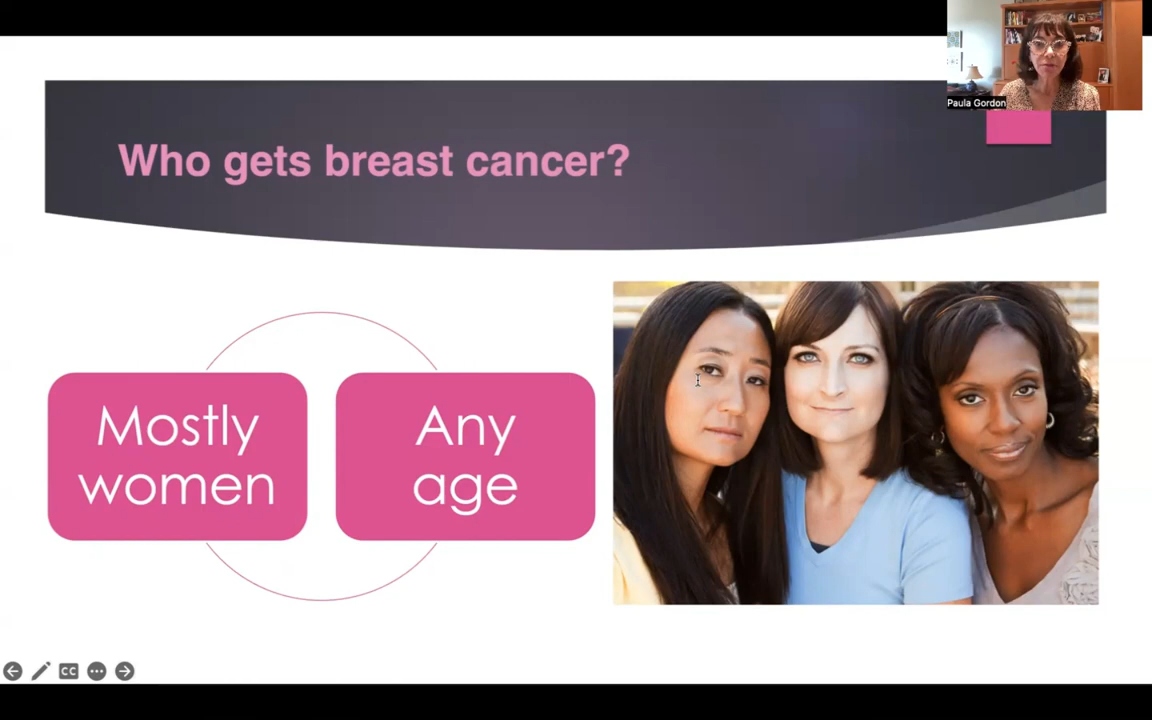 Paula Gordon
Who gets breast cancer?
Mostly
women
Any
age
CC